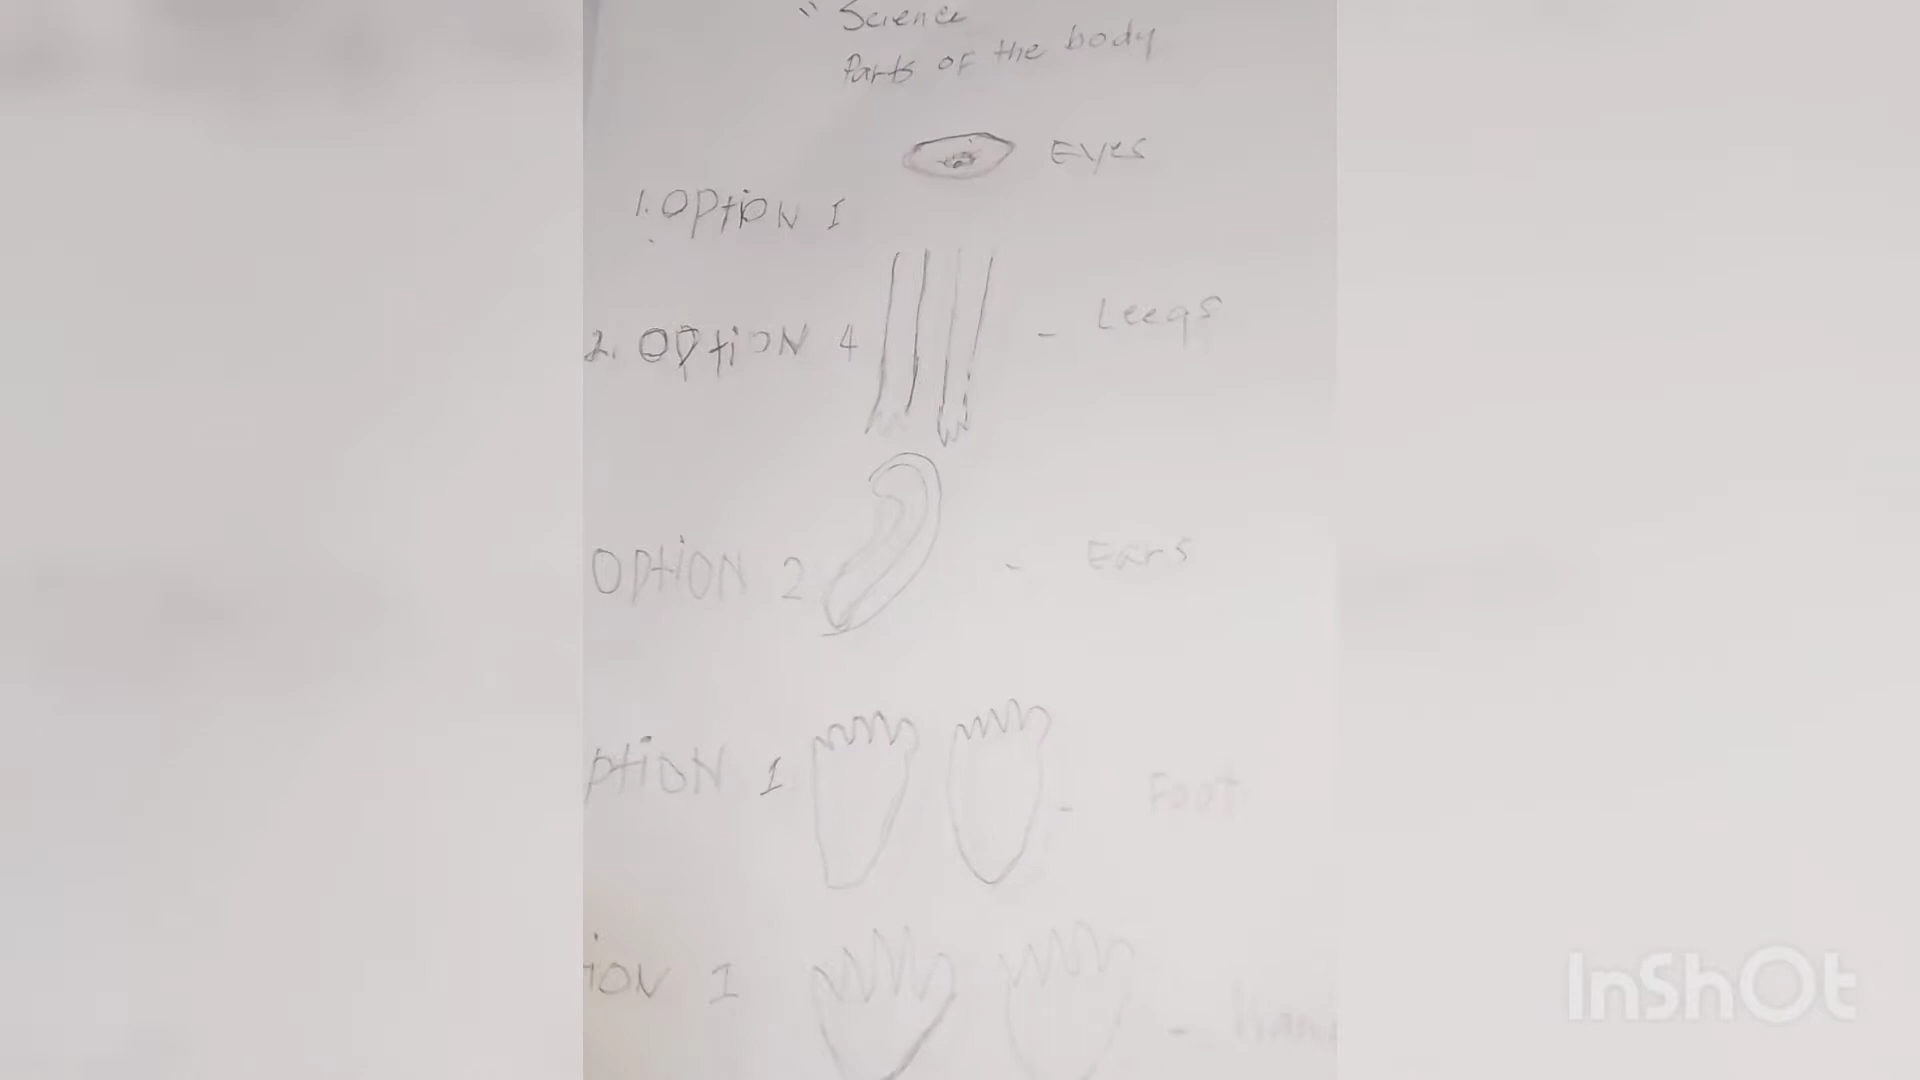 " Science
Parts of the body
Eyes
1. Option 1
2. Option 4 - Leegs
Option 2 - Ears
ption 1 - Foot
ion 1 -
InShOt